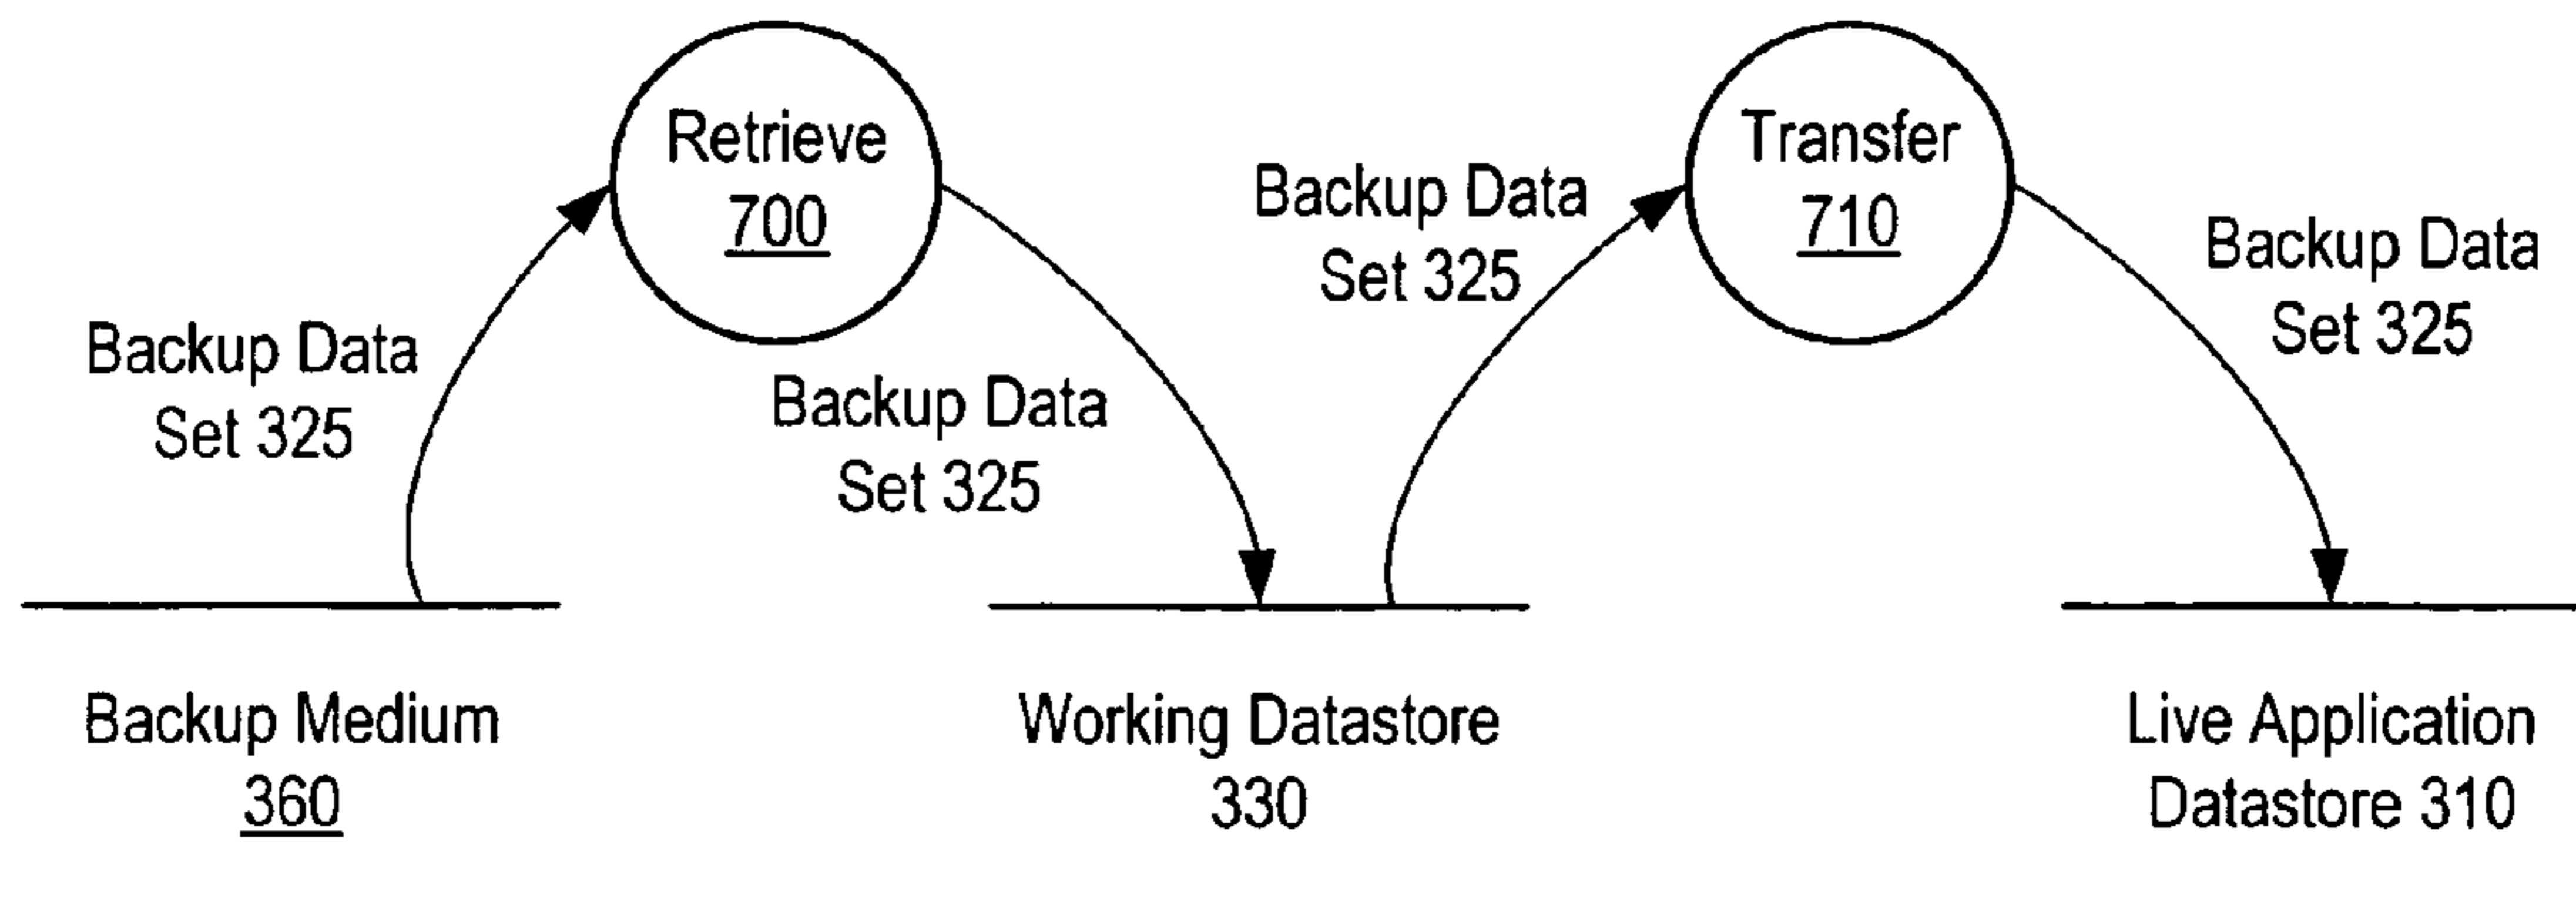 Retrieve
700
Transfer
710
Backup Data
Set 325
Backup Data
Set 325
Backup Data
Set 325
Backup Data
Set 325
Backup Medium
360
Working Datastore
330
Live Application
Datastore 310